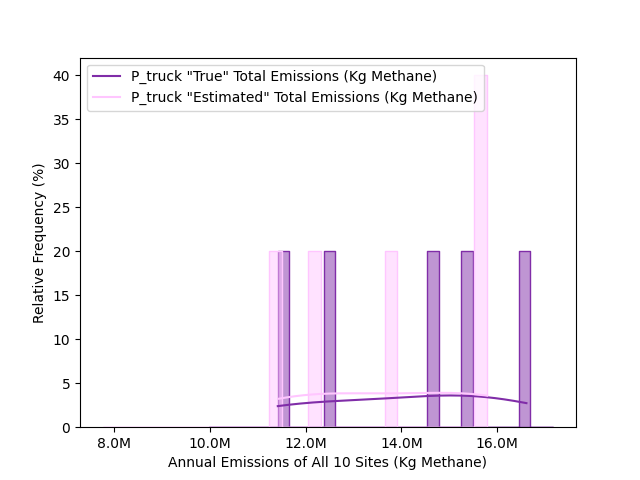 P_truck "True" Total Emissions (Kg Methane)
P_truck "Estimated" Total Emissions (Kg Methane)
40
35
30
25
20
15
10
5
0
Relative Frequency (%)
8.0M 10.0M 12.0M 14.0M 16.0M
Annual Emissions of All 10 Sites (Kg Methane)